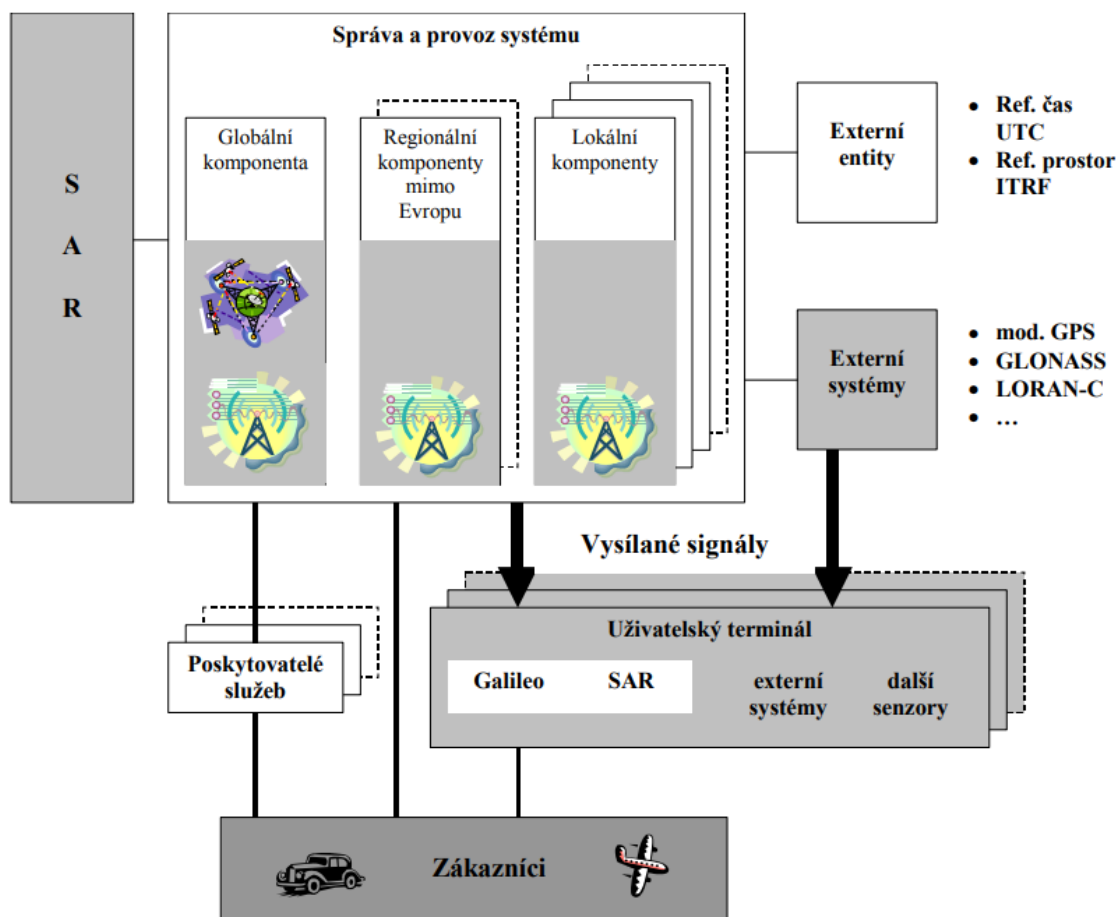 S
A
R
Správa a provoz systému
Globální
komponenta
Regionální
komponenty
mimo
Evropu
Lokální
komponenty
Externí
entity
• Ref. čas
UTC
• Ref. prostor
ITRF
Externí
systémy
• mod. GPS
• GLONASS
• LORAN-C
• …
Vysílané signály
Poskytovatelé
služeb
Uživatelský terminál
Galileo
SAR
externí
systémy
další
senzory
Zákazníci